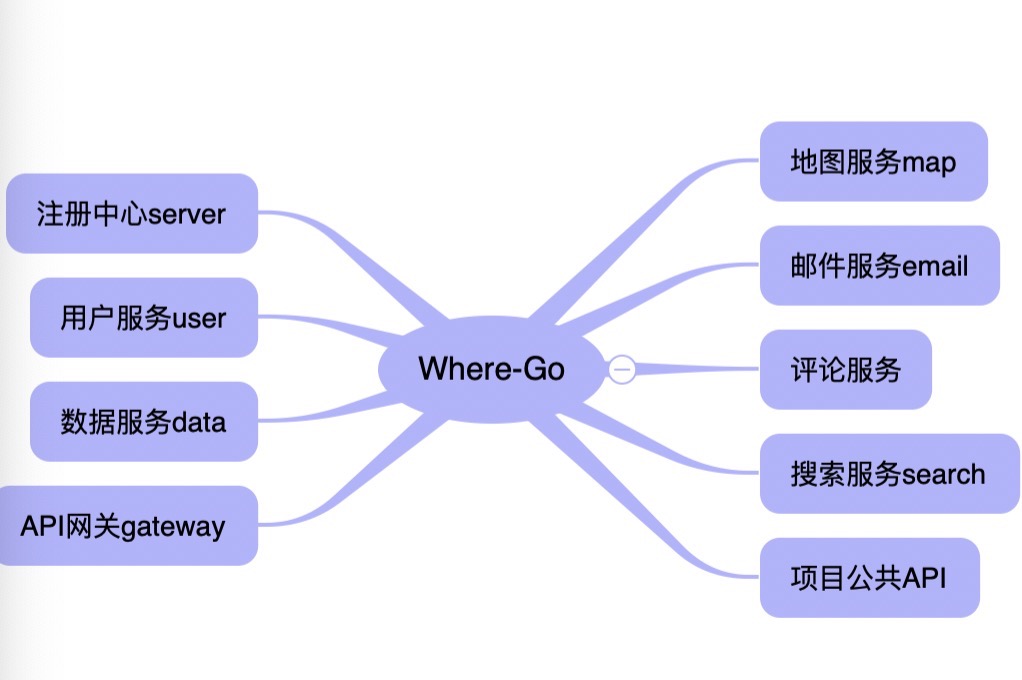 注册中心server
用户服务user
数据服务data
API网关gateway
Where-Go
地图服务map
邮件服务email
评论服务
搜索服务search
项目公共API